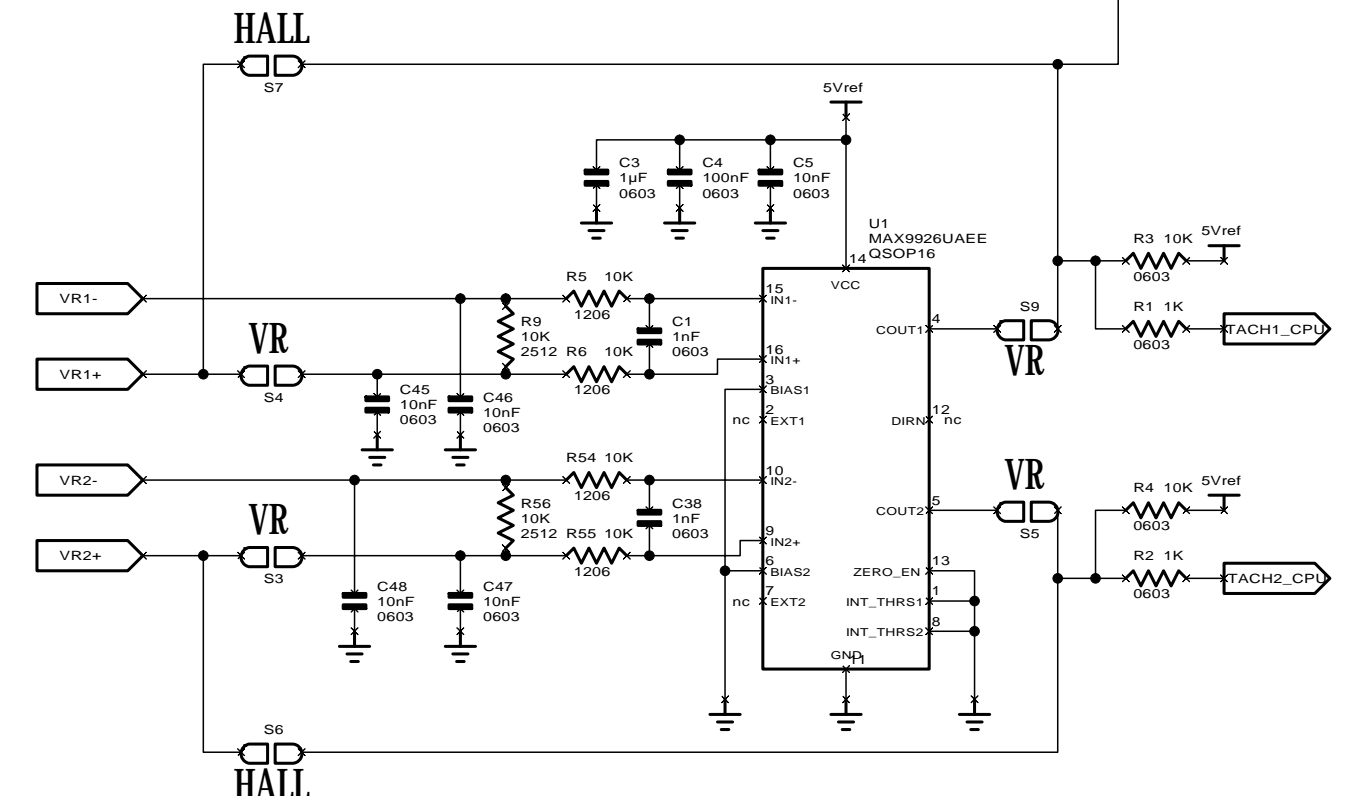 HALL
S7
5Vref
C3
1µF
0603
C4
100nF
0603
C5
10nF
0603
U1
MAX9926UAEE
QSOP16
14
VCC
R3 10K
5Vref
0603
VR1-
R5 10K
1206
15
IN1-
R9
10K
2512
C1
1nF
0603
4
COUT1
S9
VR
R1 1K
0603
TACH1_CPU
VR
VR1+
S4
R6 10K
1206
16
IN1+
3
BIAS1
C45
10nF
0603
C46
10nF
0603
nc
2
EXT1
DIRN
12
nc
VR2-
R54 10K
1206
10
IN2-
VR
R56
10K
2512
C38
1nF
0603
5
COUT2
S5
R4 10K
5Vref
0603
VR
VR2+
S3
R55 10K
1206
9
IN2+
6
BIAS2
13
ZERO_EN
R2 1K
0603
TACH2_CPU
C48
10nF
0603
C47
10nF
0603
nc
7
EXT2
1
INT_THRS1
8
INT_THRS2
GND
11
S6
HALL